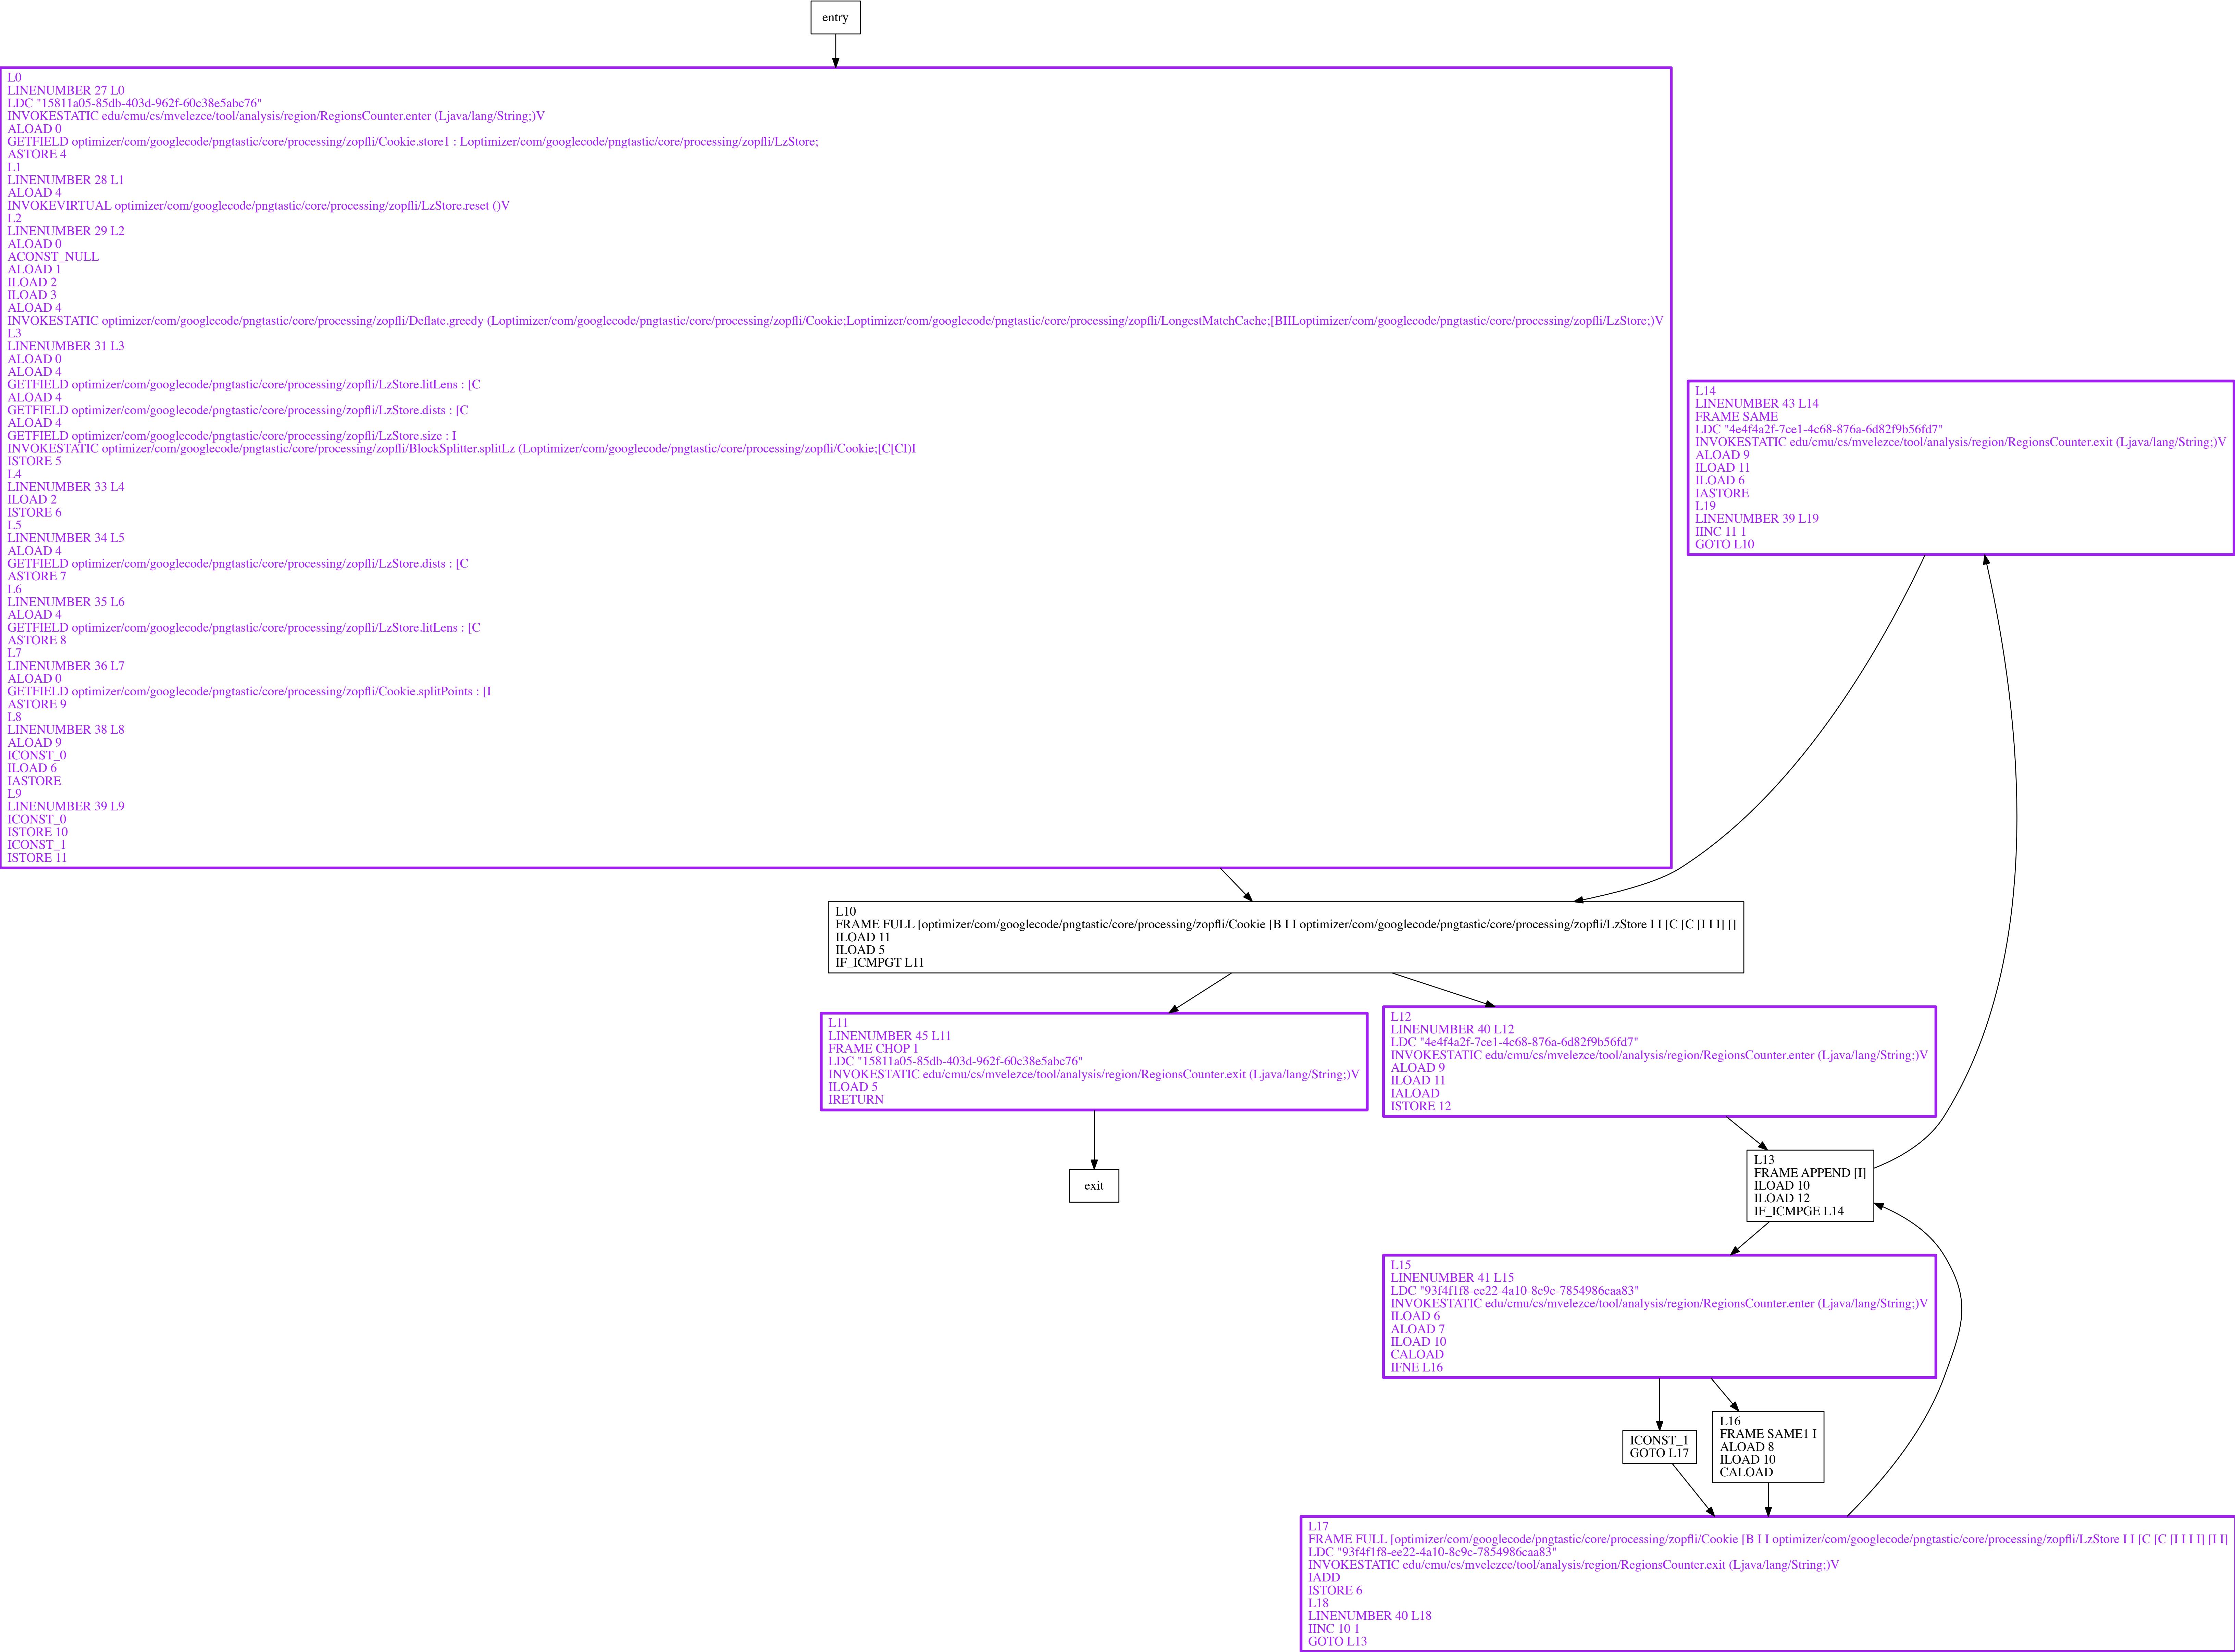 entry
L0
LINENUMBER 27 L0
LDC "15811a05-85db-403d-962f-60c38e5abc76"
INVOKESTATIC edu/cmu/cs/mvelezce/tool/analysis/region/RegionsCounter.enter (Ljava/lang/String;)V
ALOAD 0
GETFIELD optimizer/com/googlecode/pngtastic/core/processing/zopfli/Cookie.store1 : Loptimizer/com/googlecode/pngtastic/core/processing/zopfli/LzStore;
ASTORE 4
L1
LINENUMBER 28 L1
ALOAD 4
INVOKEVIRTUAL optimizer/com/googlecode/pngtastic/core/processing/zopfli/LzStore.reset ()V
L2
LINENUMBER 29 L2
ALOAD 0
ACONST_NULL
ALOAD 1
ILOAD 2
ILOAD 3
ALOAD 4
INVOKESTATIC optimizer/com/googlecode/pngtastic/core/processing/zopfli/Deflate.greedy (Loptimizer/com/googlecode/pngtastic/core/processing/zopfli/Cookie;Loptimizer/com/googlecode/pngtastic/core/processing/zopfli/LongestMatchCache;[BIILoptimizer/com/googlecode/pngtastic/core/processing/zopfli/LzStore;)V
L3
LINENUMBER 31 L3
ALOAD 0
ALOAD 4
GETFIELD optimizer/com/googlecode/pngtastic/core/processing/zopfli/LzStore.litLens : [C
ALOAD 4
GETFIELD optimizer/com/googlecode/pngtastic/core/processing/zopfli/LzStore.dists : [C
ALOAD 4
GETFIELD optimizer/com/googlecode/pngtastic/core/processing/zopfli/LzStore.size : I
INVOKESTATIC optimizer/com/googlecode/pngtastic/core/processing/zopfli/BlockSplitter.splitLz (Loptimizer/com/googlecode/pngtastic/core/processing/zopfli/Cookie;[C[CI)I
ISTORE 5
L4
LINENUMBER 33 L4
ILOAD 2
ISTORE 6
L5
LINENUMBER 34 L5
ALOAD 4
GETFIELD optimizer/com/googlecode/pngtastic/core/processing/zopfli/LzStore.dists : [C
ASTORE 7
L6
LINENUMBER 35 L6
ALOAD 4
GETFIELD optimizer/com/googlecode/pngtastic/core/processing/zopfli/LzStore.litLens : [C
ASTORE 8
L7
LINENUMBER 36 L7
ALOAD 0
GETFIELD optimizer/com/googlecode/pngtastic/core/processing/zopfli/Cookie.splitPoints : [I
ASTORE 9
L8
LINENUMBER 38 L8
ALOAD 9
ICONST_0
ILOAD 6
IASTORE
L9
LINENUMBER 39 L9
ICONST_0
ISTORE 10
ICONST_1
ISTORE 11
L14
LINENUMBER 43 L14
FRAME SAME
LDC "4e4f4a2f-7ce1-4c68-876a-6d82f9b56fd7"
INVOKESTATIC edu/cmu/cs/mvelezce/tool/analysis/region/RegionsCounter.exit (Ljava/lang/String;)V
ALOAD 9
ILOAD 11
ILOAD 6
IASTORE
L19
LINENUMBER 39 L19
IINC 11 1
GOTO L10
L10
FRAME FULL [optimizer/com/googlecode/pngtastic/core/processing/zopfli/Cookie [B I I optimizer/com/googlecode/pngtastic/core/processing/zopfli/LzStore I I [C [C [I I I] []
ILOAD 11
ILOAD 5
IF_ICMPGT L11
L11
LINENUMBER 45 L11
FRAME CHOP 1
LDC "15811a05-85db-403d-962f-60c38e5abc76"
INVOKESTATIC edu/cmu/cs/mvelezce/tool/analysis/region/RegionsCounter.exit (Ljava/lang/String;)V
ILOAD 5
IRETURN
L12
LINENUMBER 40 L12
LDC "4e4f4a2f-7ce1-4c68-876a-6d82f9b56fd7"
INVOKESTATIC edu/cmu/cs/mvelezce/tool/analysis/region/RegionsCounter.enter (Ljava/lang/String;)V
ALOAD 9
ILOAD 11
IALOAD
ISTORE 12
exit
L13
FRAME APPEND [I]
ILOAD 10
ILOAD 12
IF_ICMPGE L14
L15
LINENUMBER 41 L15
LDC "93f4f1f8-ee22-4a10-8c9c-7854986caa83"
INVOKESTATIC edu/cmu/cs/mvelezce/tool/analysis/region/RegionsCounter.enter (Ljava/lang/String;)V
ILOAD 6
ALOAD 7
ILOAD 10
CALOAD
IFNE L16
ICONST_1
GOTO L17
L16
FRAME SAME1 I
ALOAD 8
ILOAD 10
CALOAD
L17
FRAME FULL [optimizer/com/googlecode/pngtastic/core/processing/zopfli/Cookie [B I I optimizer/com/googlecode/pngtastic/core/processing/zopfli/LzStore I I [C [C [I I I I] [I I]
LDC "93f4f1f8-ee22-4a10-8c9c-7854986caa83"
INVOKESTATIC edu/cmu/cs/mvelezce/tool/analysis/region/RegionsCounter.exit (Ljava/lang/String;)V
IADD
ISTORE 6
L18
LINENUMBER 40 L18
IINC 10 1
GOTO L13